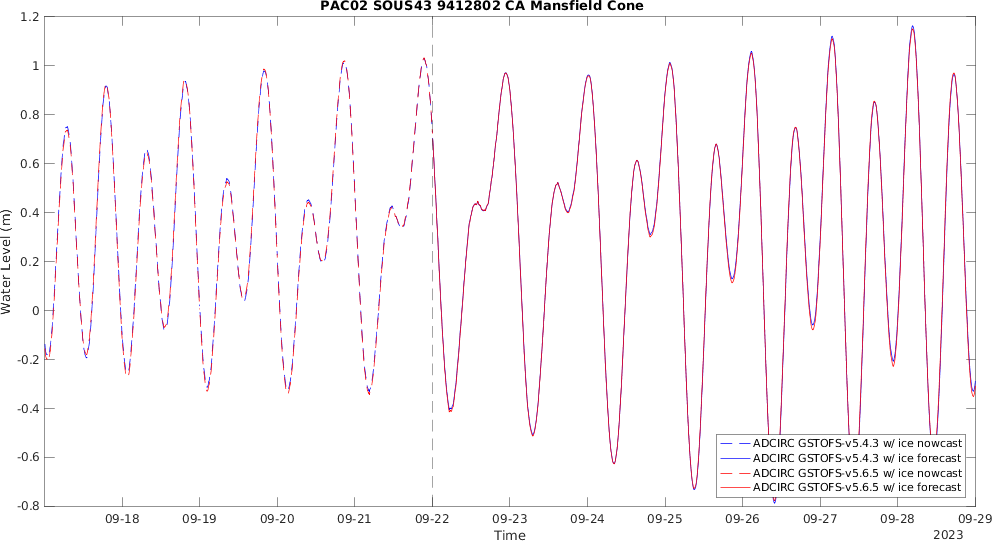 PAC02 SOUS43 9412802 CA Mansfield Cone
1.2
1
0.8
0.6
0.4
0.2
0
-0.2
-0.4
-0.6
-0.8
Water Level (m)
ADCIRC GSTOFS-v5.4.3 w/ ice nowcast
ADCIRC GSTOFS-v5.4.3 w/ ice forecast
ADCIRC GSTOFS-v5.6.5 w/ ice nowcast
ADCIRC GSTOFS-v5.6.5 w/ ice forecast
09-18 09-19 09-20 09-21 09-22 09-23 09-24 09-25 09-26 09-27 09-28 09-29
Time
2023